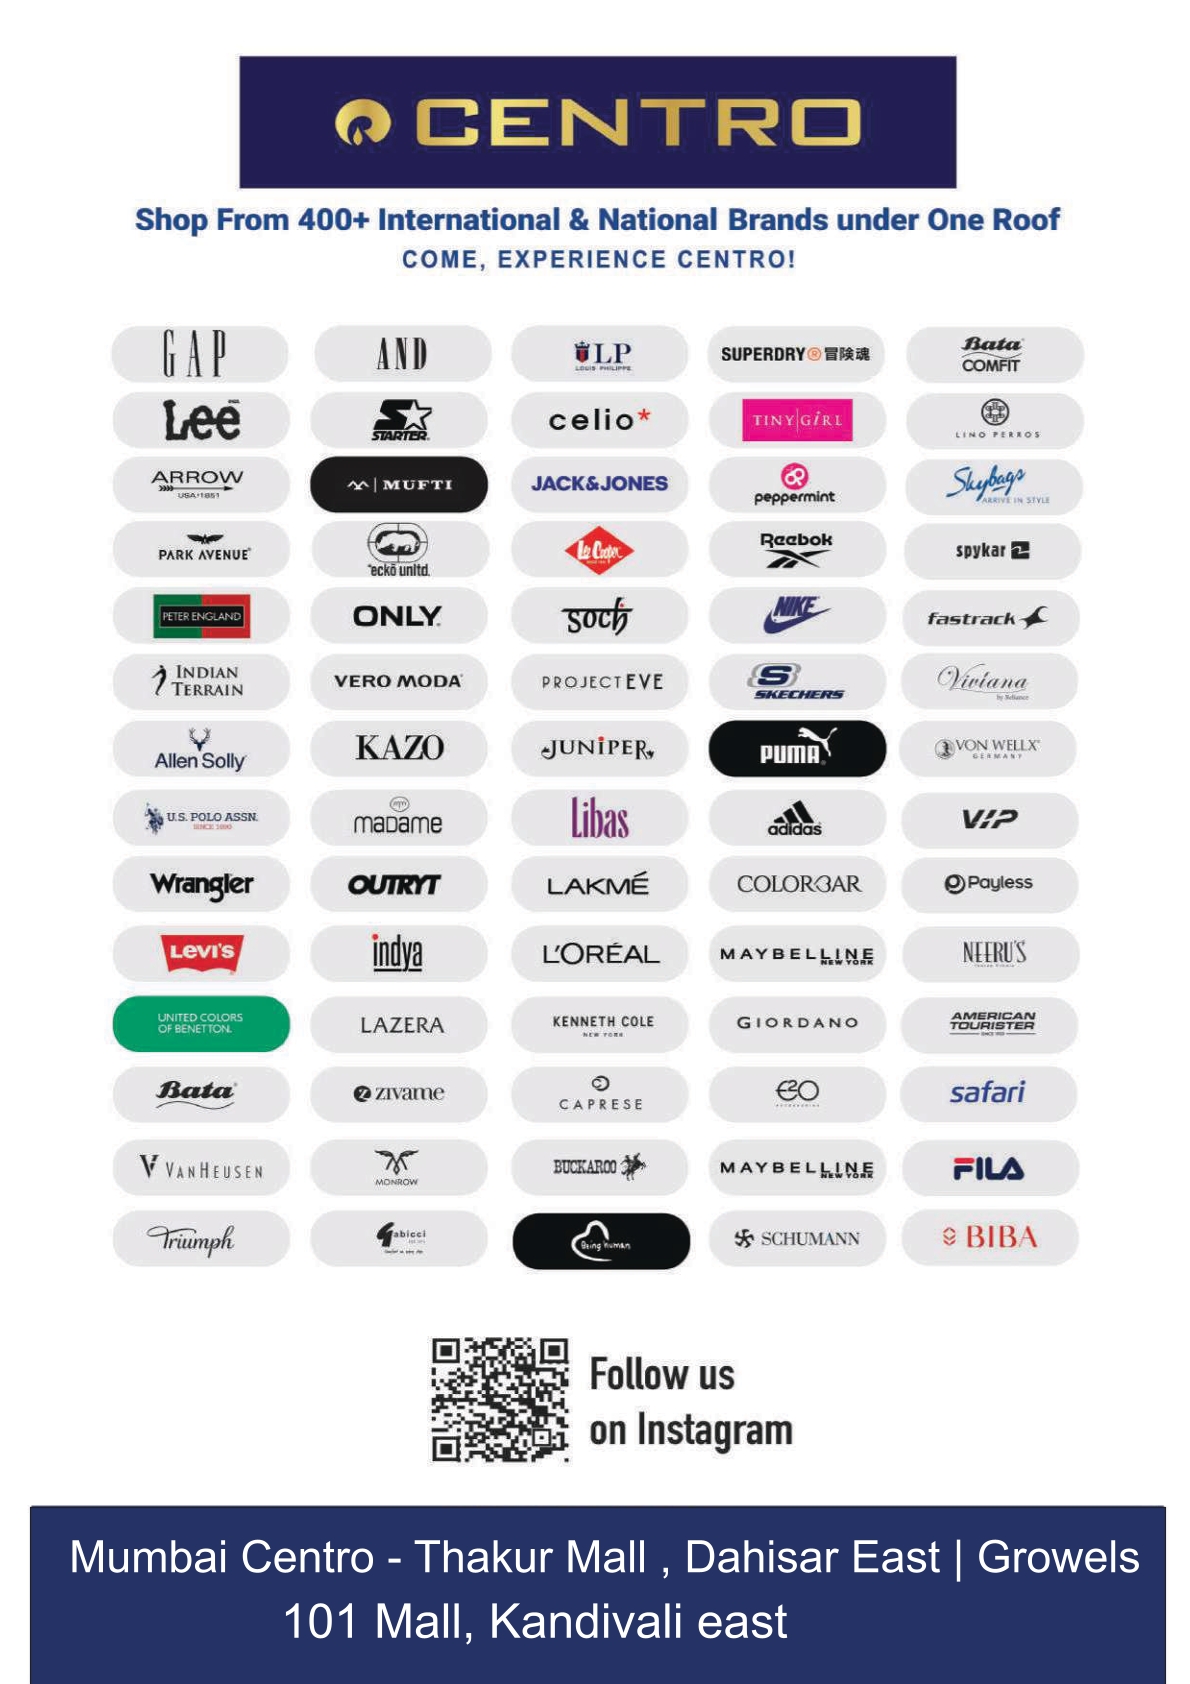 CENTRO
Shop From 400+ International & National Brands under One Roof
COME, EXPERIENCE CENTRO!
GAP
AND
LP
LOUIS PHILIPPE
SUPERDRY® 冒険魂
Bata
COMFIT
Lee
STARTER
celio*
TINY GIRL
LINO PERROS
ARROW
USA•1851
MUFTI
JACK&JONES
peppermint
Skybags
ARRIVE IN STYLE
PARK AVENUE
*eckō unltd.
Lee Cooper
Reebok
spykar
PETER ENGLAND
ONLY
soch
NIKE
fastrack
INDIAN
TERRAIN
VERO MODA
PROJECT EVE
SKECHERS
Viviana
by Reliance
Allen Solly
KAZO
JUNIPER
PUMA
VON WELLX
GERMANY
U.S. POLO ASSN.
SINCE 1890
maDame
Libas
adidas
VIP
Wrangler
OUTRYT
LAKMÉ
COLORBAR
Payless
LEVI'S
indya
L'ORÉAL
MAYBELLINE
NEW YORK
NEERU'S
UNITED COLORS
OF BENETTON.
LAZERA
KENNETH COLE
NEW YORK
GIORDANO
AMERICAN
TOURISTER
Bata
zivame
CAPRESE
E2O
safari
VAN HEUSEN
MONROW
BUCKAROO
MAYBELLINE
NEW YORK
FILA
Triumph
Gabicci
Being human
SCHUMANN
BIBA
Follow us
on Instagram
Mumbai Centro - Thakur Mall , Dahisar East | Growels
101 Mall, Kandivali east